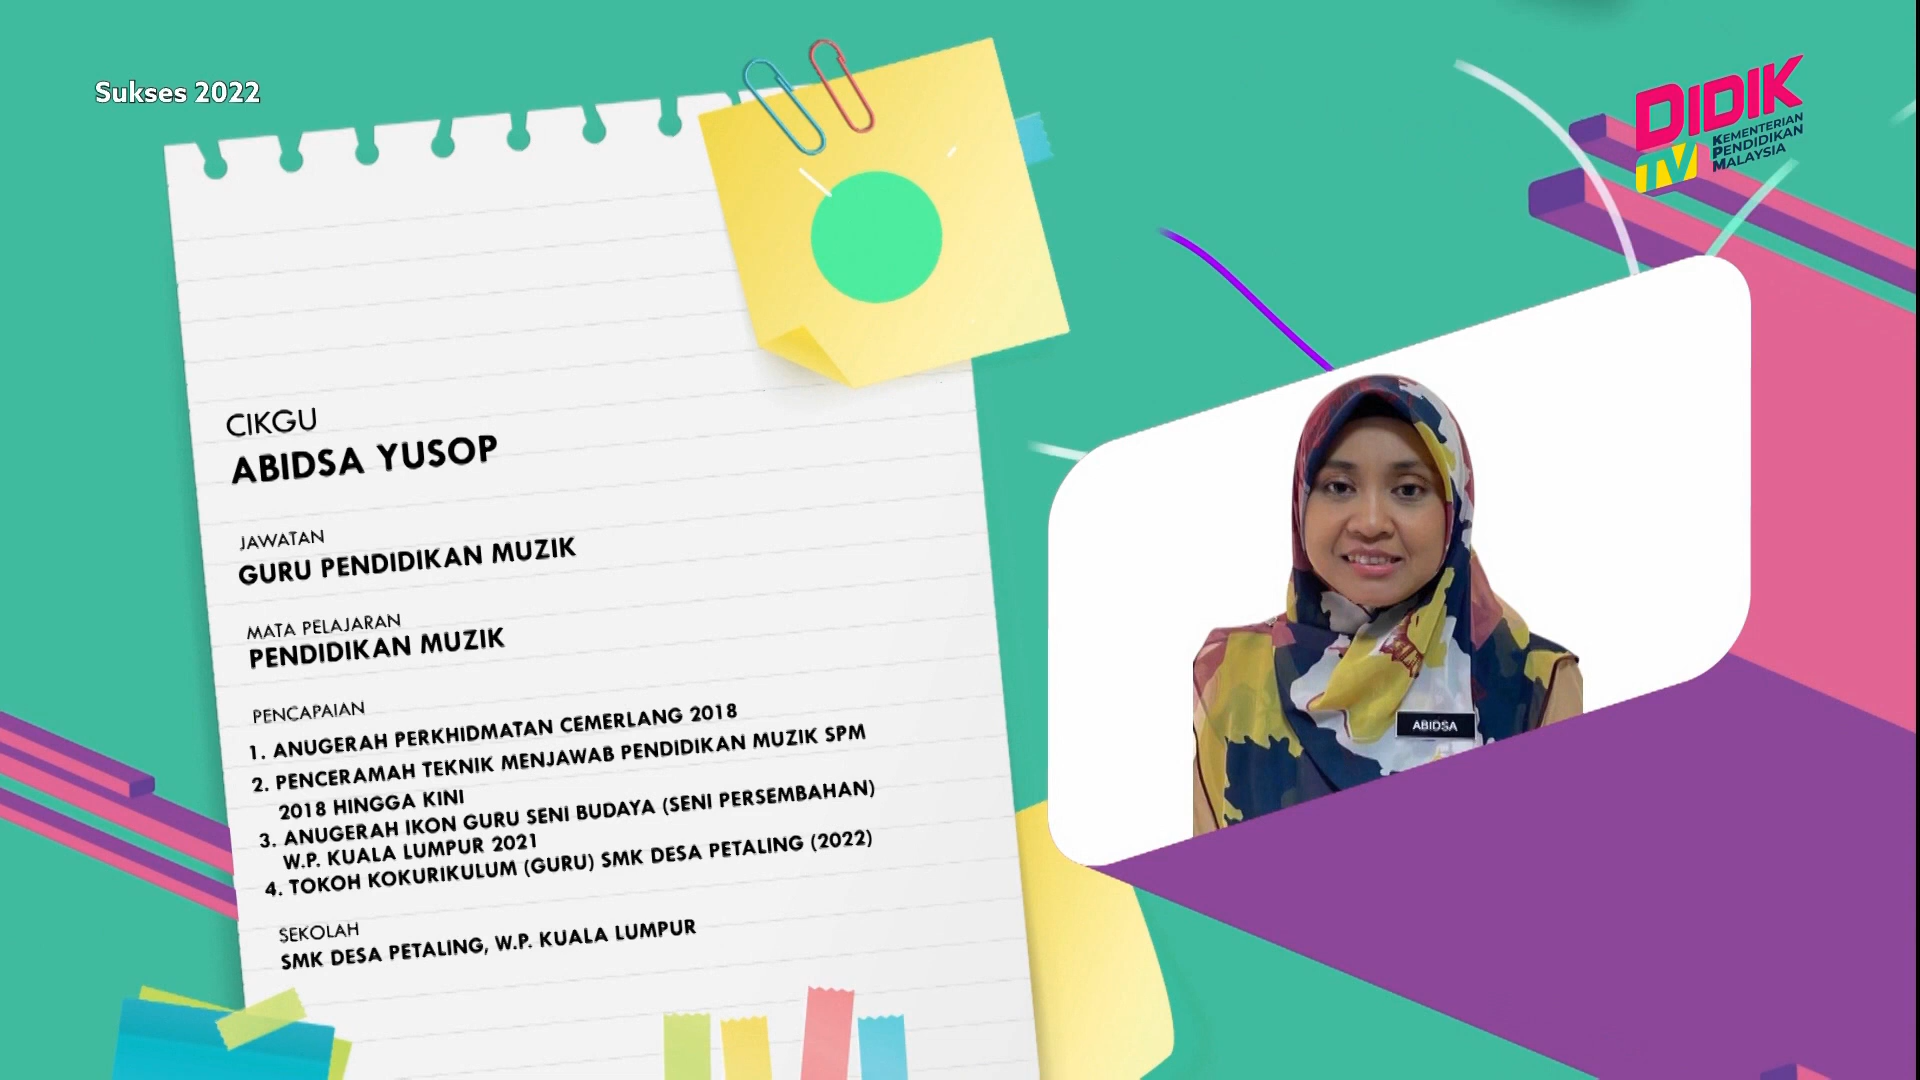 Sukses 2022
DIDIK
TV
KEMENTERIAN
PENDIDIKAN
MALAYSIA
CIKGU
ABIDSA YUSOP
JAWATAN
GURU PENDIDIKAN MUZIK
MATA PELAJARAN
PENDIDIKAN MUZIK
PENCAPAIAN
1. ANUGERAH PERKHIDMATAN CEMERLANG 2018
2. PENCERAMAH TEKNIK MENJAWAB PENDIDIKAN MUZIK SPM
2018 HINGGA KINI
3. ANUGERAH IKON GURU SENI BUDAYA (SENI PERSEMBAHAN)
W.P. KUALA LUMPUR 2021
4. TOKOH KOKURIKULUM (GURU) SMK DESA PETALING (2022)
SEKOLAH
SMK DESA PETALING, W.P. KUALA LUMPUR
ABIDSA